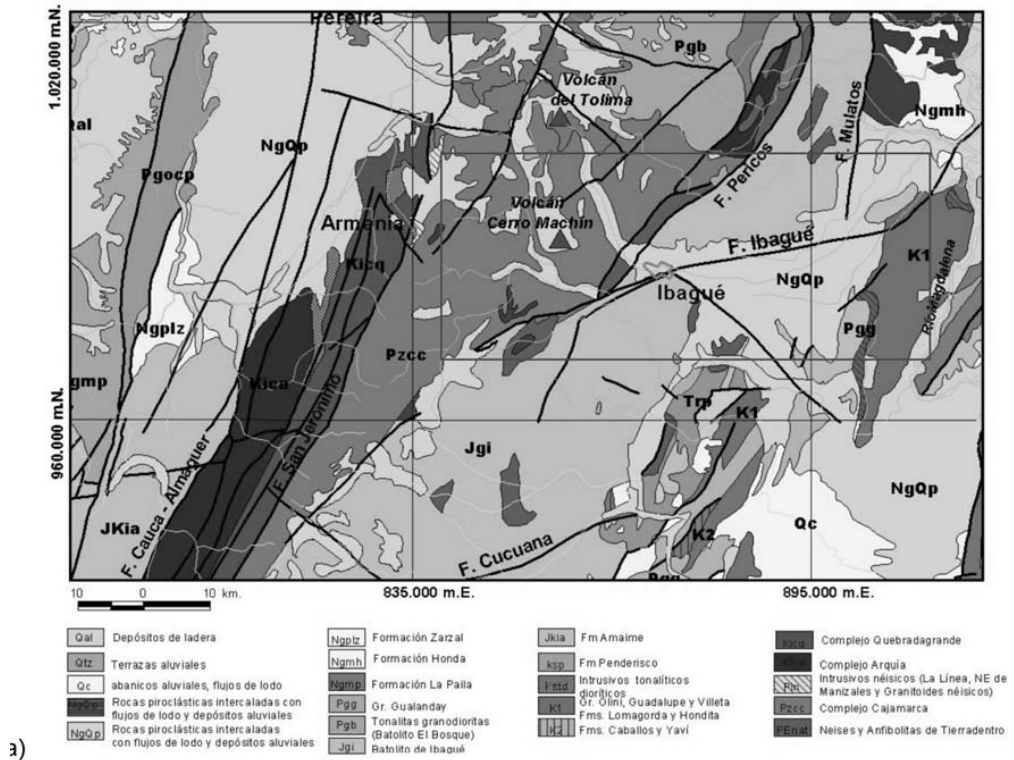 1.020.000 m.N.
960.000 m.N.
Pereira
Pgb
Volcán
del Tolima
Ngmh
F. Mulatos
NgQp
Pgocp
F. Pericos
Volcán
Cerro Machín
Armenia
F. Ibagué
K1
Kicq
NgQp
Ibagué
Río Magdalena
Ngplz
Pgg
Pzcc
gmp
Kica
Trp
K1
F. San Jeronimo
Jgi
NgQp
JKia
F. Cauca - Almaguer
Qc
F. Cucuana
K2
10 0 10 km.
835.000 m.E.
895.000 m.E.
Qal Depósitos de ladera
Qtz Terrazas aluviales
Qc abanicos aluviales, flujos de lodo
NgQp Rocas piroclásticas intercaladas con
flujos de lodo y depósitos aluviales
NgQp Rocas piroclásticas intercaladas
con flujos de lodo y depósitos aluviales
Ngplz Formación Zarzal
Ngmh Formación Honda
Ngmp Formación La Paila
Pgg Gr. Gualanday
Pgb Tonalitas granodioritas
(Batolito El Bosque)
Jgi Batolito de Ibagué
Jkia Fm Amaime
ksp Fm Penderisco
Intrusivos tonalíticos
dioríticos
K1 Gr. Olini, Guadalupe y Villeta
Fms. Lomagorda y Hondita
K2 Fms. Caballos y Yaví
Kicq Complejo Quebradagrande
Complejo Arquía
Intrusivos néisicos (La Línea, NE de
Manizales y Granitoides néisicos)
Pzcc Complejo Cajamarca
PEnat Neises y Anfibolitas de Tierradentro
a)